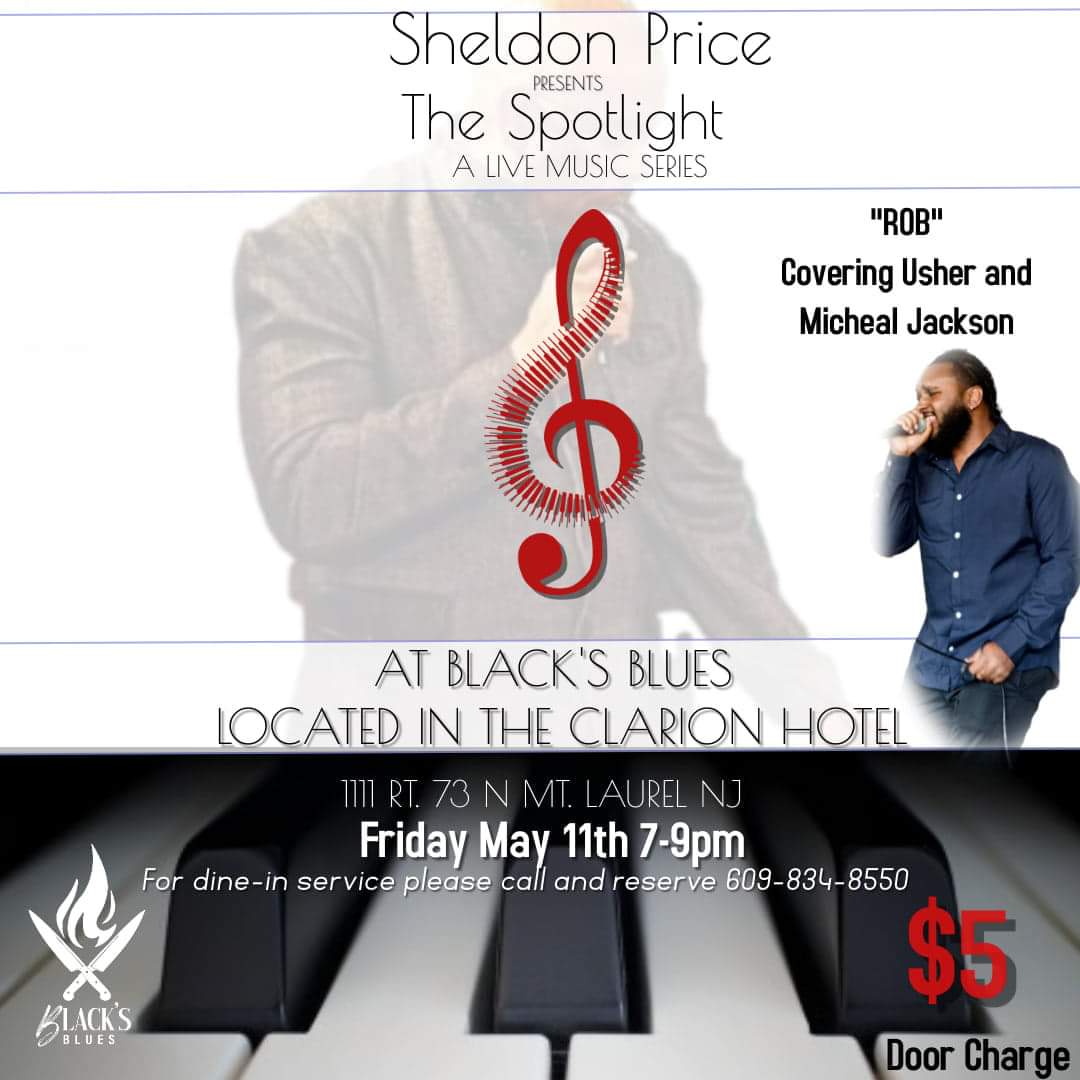 Sheldon Price
PRESENTS
The Spotlight
A LIVE MUSIC SERIES
"ROB"
Covering Usher and
Micheal Jackson
AT BLACK'S BLUES
LOCATED IN THE CLARION HOTEL
1111 RT. 73 N MT. LAUREL NJ
Friday May 11th 7-9pm
For dine-in service please call and reserve 609-834-8550
$5
Door Charge
BLACK'S
BLUES